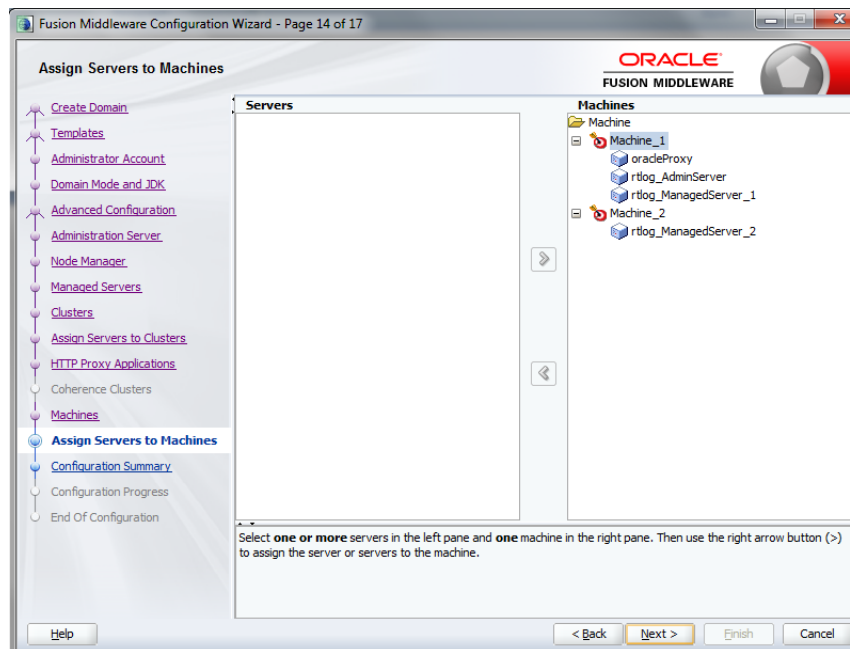 Fusion Middleware Configuration Wizard - Page 14 of 17
Assign Servers to Machines
ORACLE
FUSION MIDDLEWARE
Create Domain
Templates
Administrator Account
Domain Mode and JDK
Advanced Configuration
Administration Server
Node Manager
Managed Servers
Clusters
Assign Servers to Clusters
HTTP Proxy Applications
Coherence Clusters
Machines
Assign Servers to Machines
Configuration Summary
Configuration Progress
End Of Configuration
Servers
Machines
Machine
Machine_1
oracleProxy
rtlog_AdminServer
rtlog_ManagedServer_1
Machine_2
rtlog_ManagedServer_2
Select one or more servers in the left pane and one machine in the right pane. Then use the right arrow button (>)
to assign the server or servers to the machine.
Help
< Back
Next >
Finish
Cancel